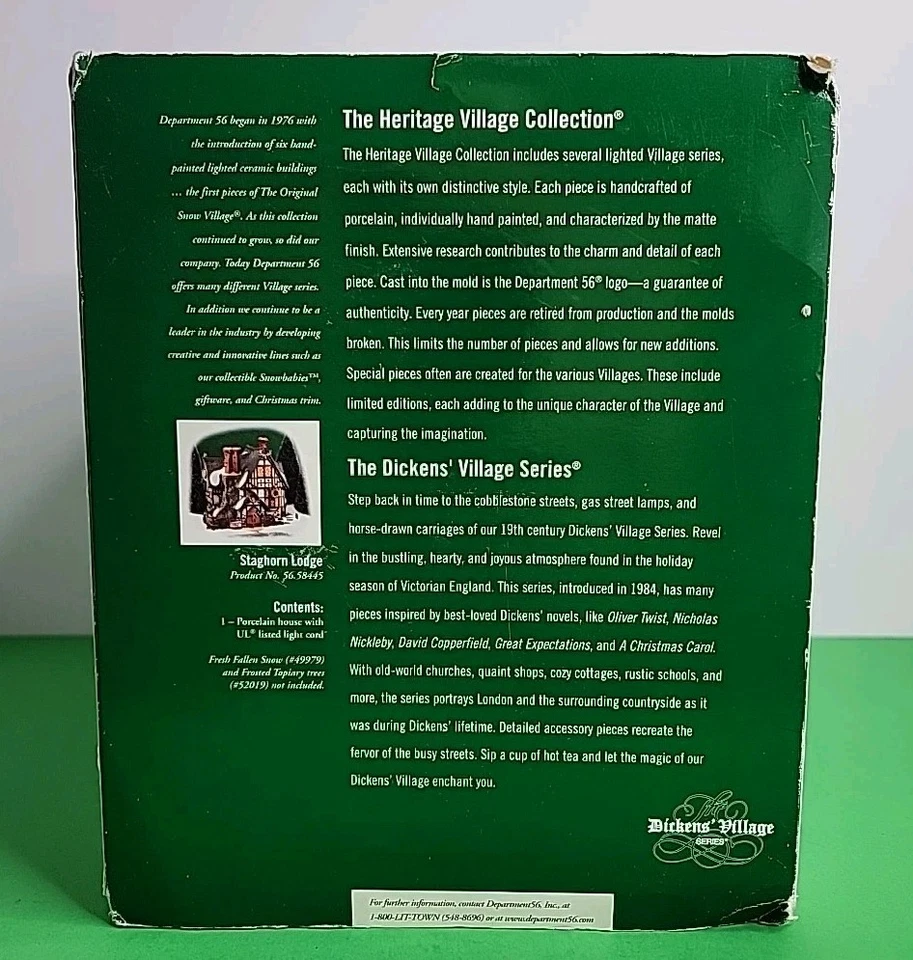 Department 56 began in 1976 with
the introduction of six hand-
painted lighted ceramic buildings
... the first pieces of The Original
Snow Village®. As this collection
continued to grow, so did our
company. Today Department 56
offers many different Village series.
In addition we continue to be a
leader in the industry by developing
creative and innovative lines such as
our collectible Snowbabies™,
giftware, and Christmas trim.
Staghorn Lodge
Product No. 56.58445
Contents:
1 – Porcelain house with
UL® listed light cord
Fresh Fallen Snow (#49979)
and Frosted Topiary trees
(#52019) not included.
The Heritage Village Collection®
The Heritage Village Collection includes several lighted Village series,
each with its own distinctive style. Each piece is handcrafted of
porcelain, individually hand painted, and characterized by the matte
finish. Extensive research contributes to the charm and detail of each
piece. Cast into the mold is the Department 56® logo—a guarantee of
authenticity. Every year pieces are retired from production and the molds
broken. This limits the number of pieces and allows for new additions.
Special pieces often are created for the various Villages. These include
limited editions, each adding to the unique character of the Village and
capturing the imagination.
The Dickens' Village Series®
Step back in time to the cobblestone streets, gas street lamps, and
horse-drawn carriages of our 19th century Dickens' Village Series. Revel
in the bustling, hearty, and joyous atmosphere found in the holiday
season of Victorian England. This series, introduced in 1984, has many
pieces inspired by best-loved Dickens' novels, like Oliver Twist, Nicholas
Nickleby, David Copperfield, Great Expectations, and A Christmas Carol.
With old-world churches, quaint shops, cozy cottages, rustic schools, and
more, the series portrays London and the surrounding countryside as it
was during Dickens' lifetime. Detailed accessory pieces recreate the
fervor of the busy streets. Sip a cup of hot tea and let the magic of our
Dickens' Village enchant you.
The
Dickens' Village
SERIES®
For further information, contact Department56, Inc., at
1-800-LIT-TOWN (548-8696) or at www.department56.com